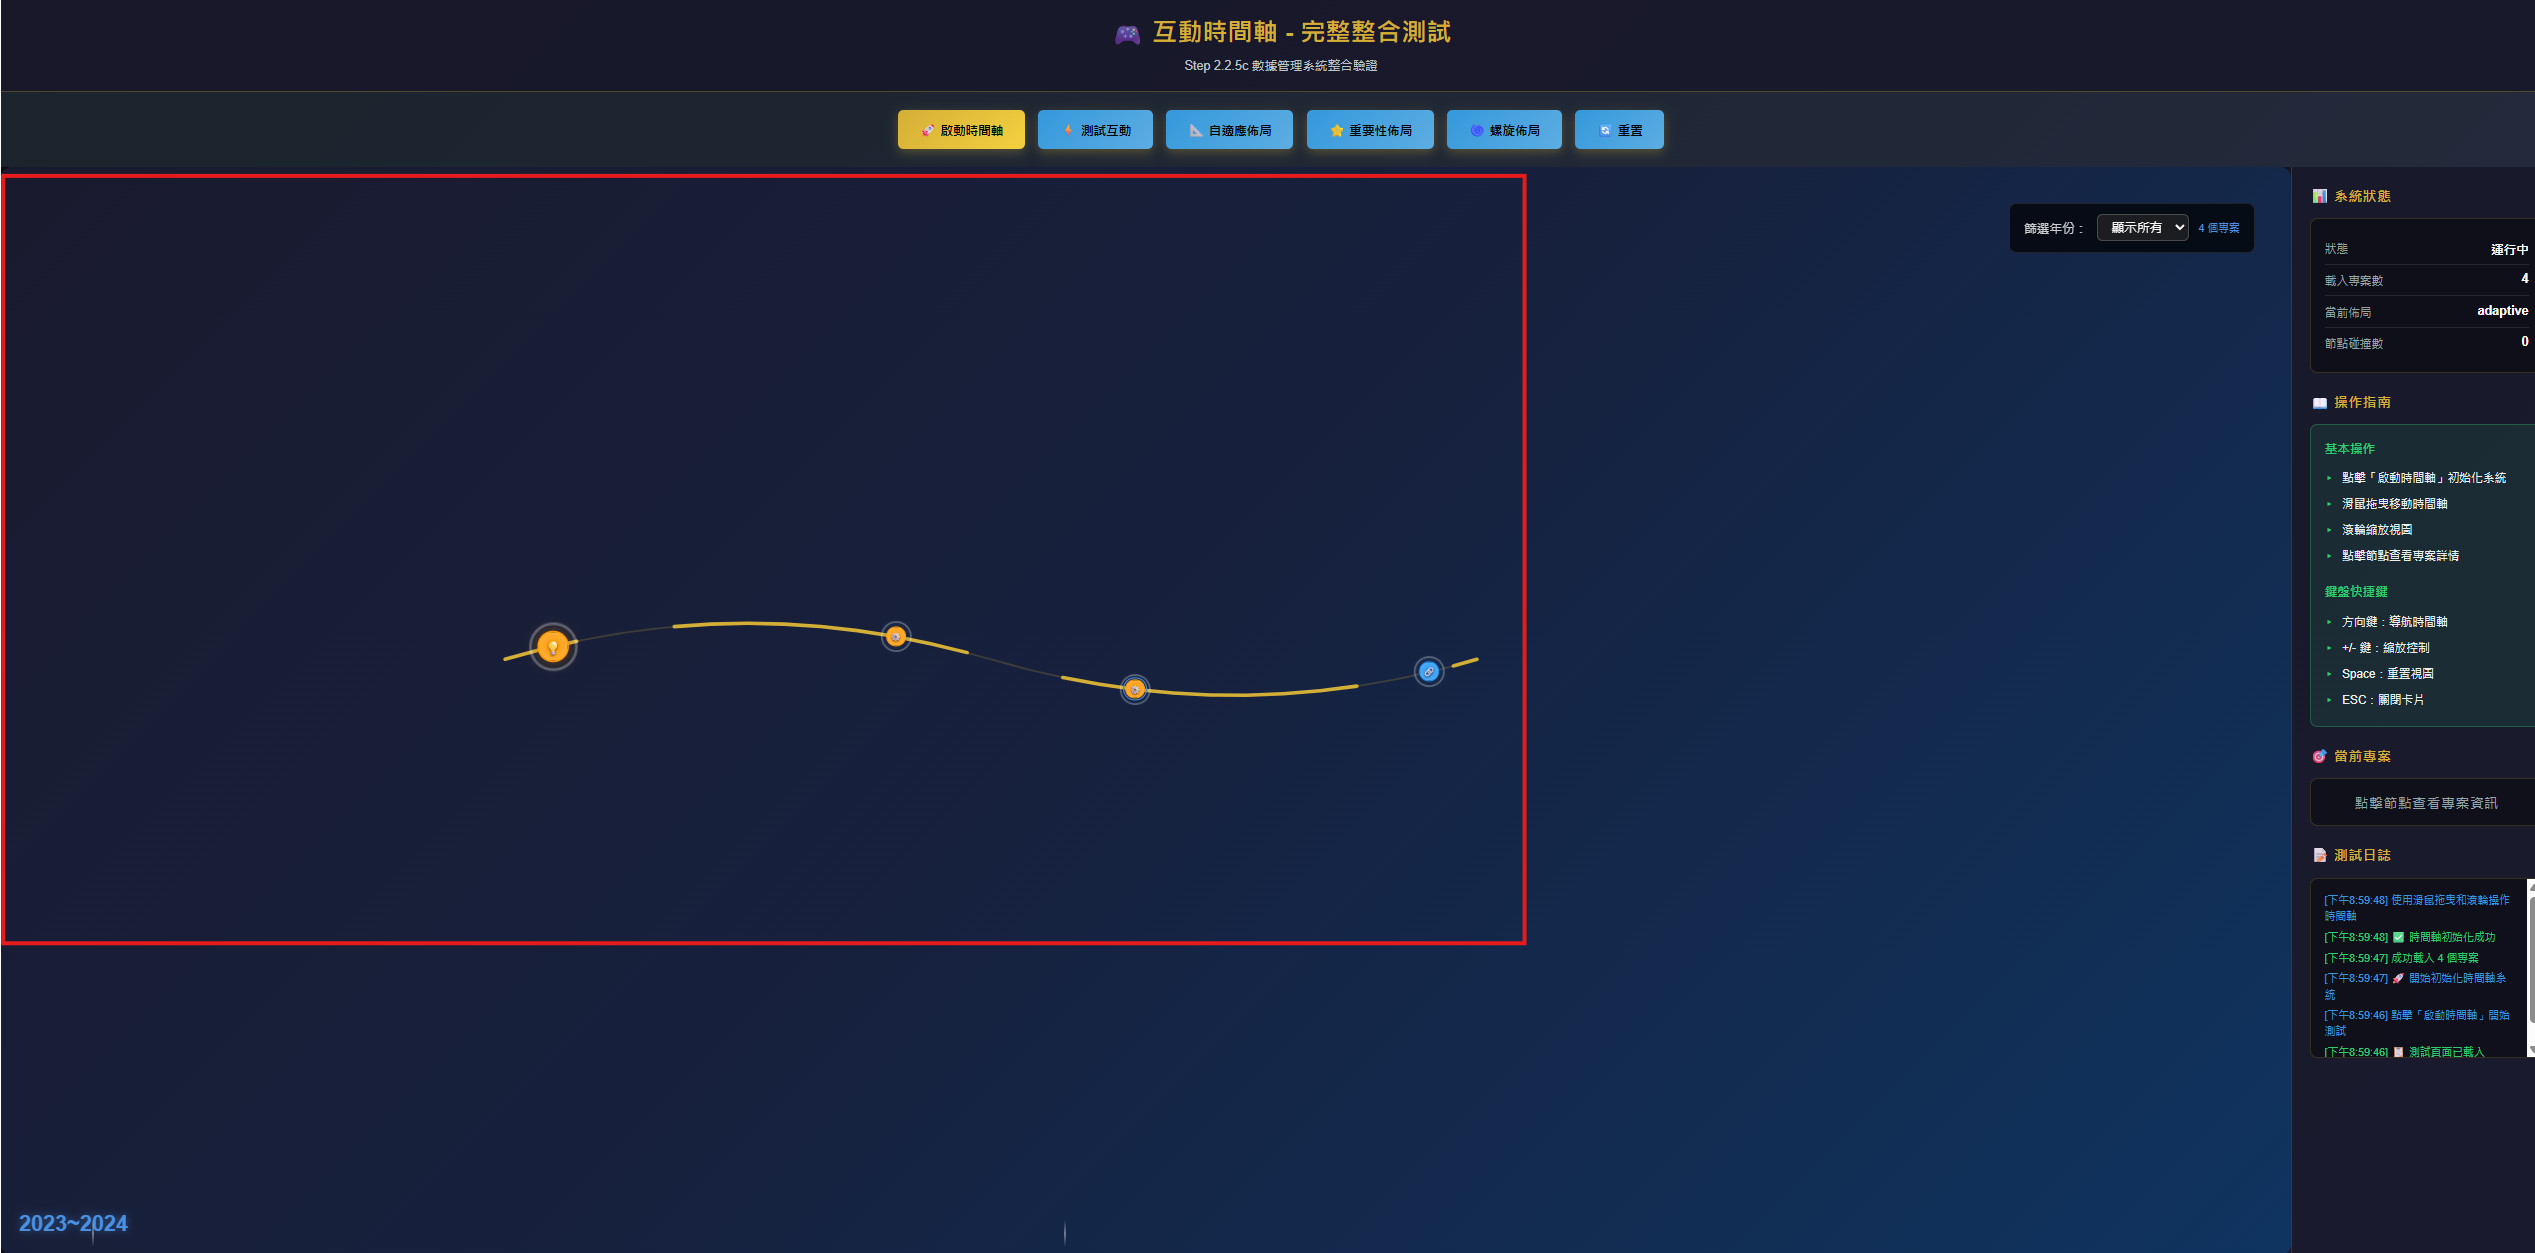 互動時間軸 - 完整整合測試
Step 2.2.5c 數據管理系統整合驗證
啟動時間軸
測試互動
自適應佈局
重要性佈局
螺旋佈局
重置
篩選年份：
顯示所有
4 個專案
系統狀態
狀態 運行中
載入專案數 4
當前佈局 adaptive
節點碰撞數 0
操作指南
基本操作
點擊「啟動時間軸」初始化系統
滑鼠拖曳移動時間軸
滾輪縮放視圖
點擊節點查看專案詳情
鍵盤快捷鍵
方向鍵：導航時間軸
+/- 鍵：縮放控制
Space：重置視圖
ESC：關閉卡片
當前專案
點擊節點查看專案資訊
測試日誌
[下午8:59:48] 使用滑鼠拖曳和滾輪操作
時間軸
[下午8:59:48] ✅ 時間軸初始化成功
[下午8:59:47] 成功載入 4 個專案
[下午8:59:47] 🚀 開始初始化時間軸系
統
[下午8:59:46] 點擊「啟動時間軸」開始
測試
[下午8:59:46] 📋 測試頁面已載入
2023~2024